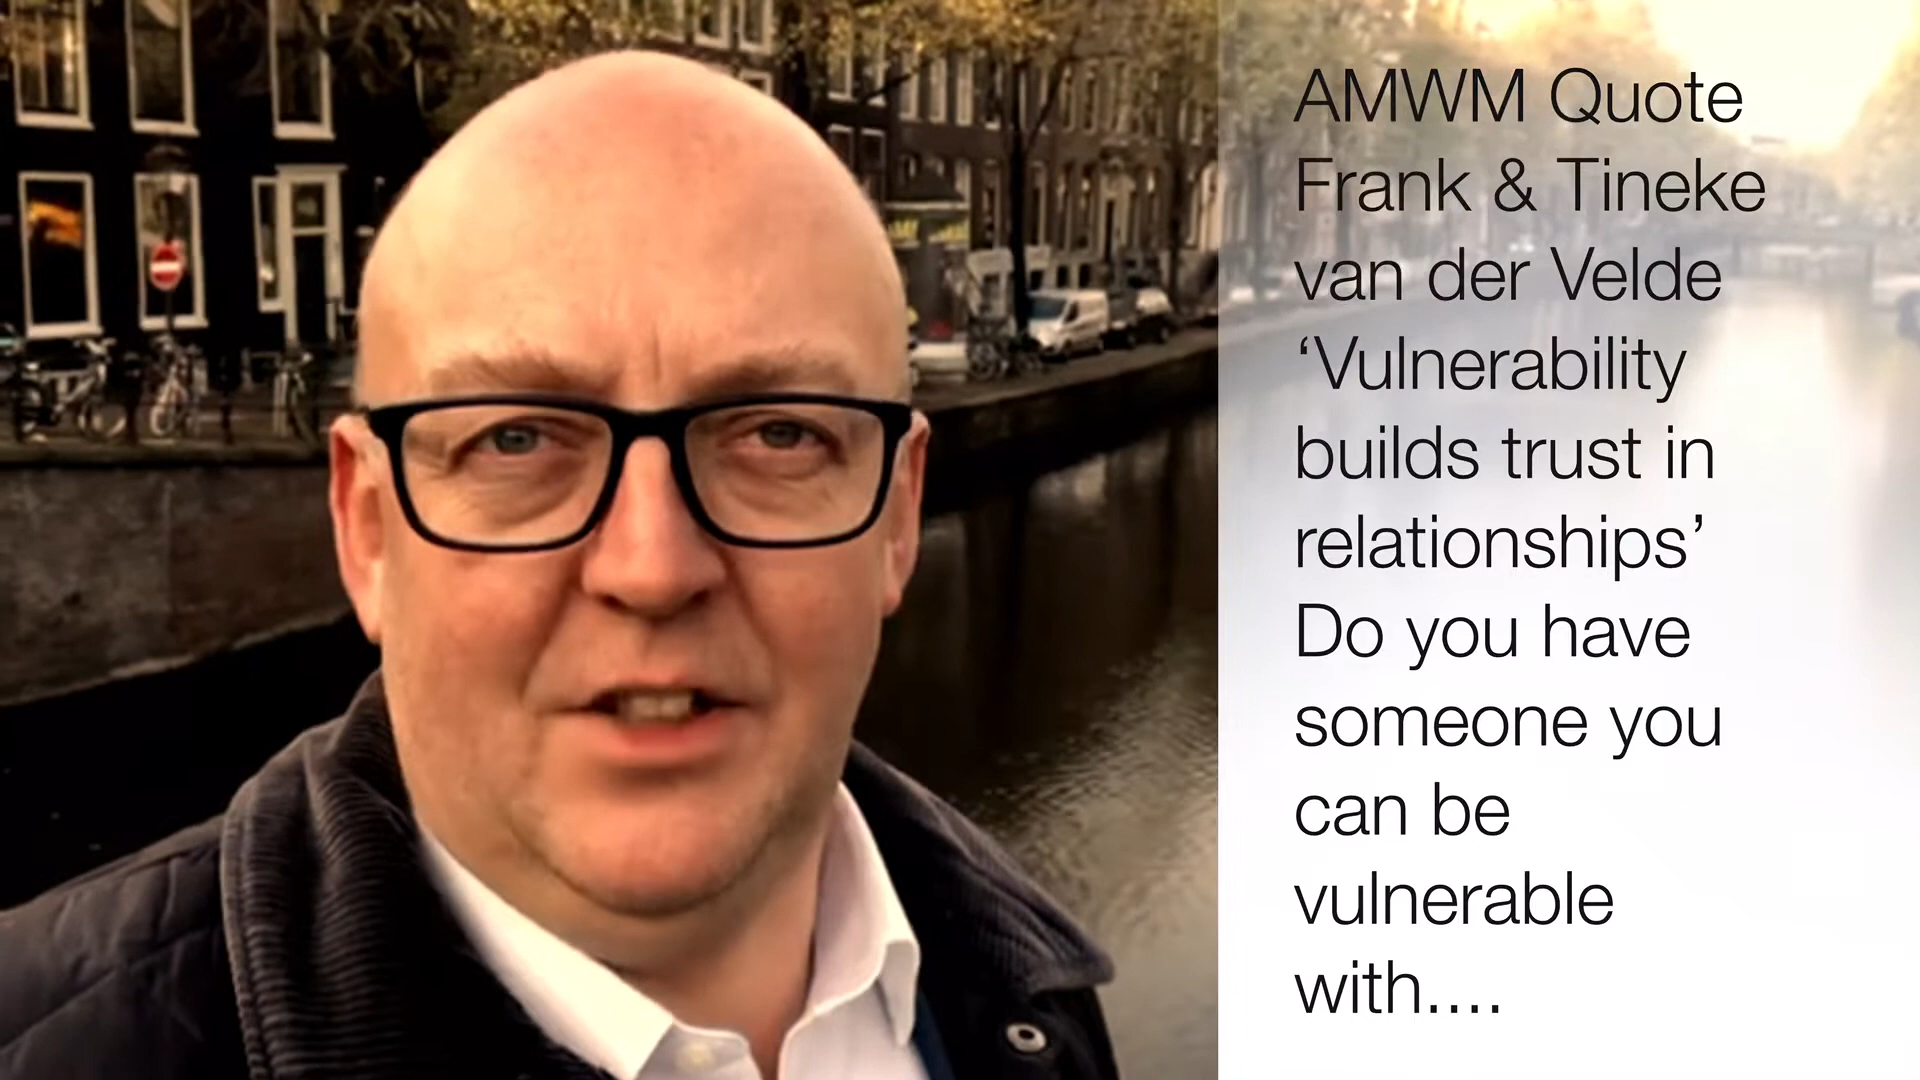 AMWM Quote
Frank & Tineke
van der Velde
‘Vulnerability
builds trust in
relationships’
Do you have
someone you
can be
vulnerable
with....